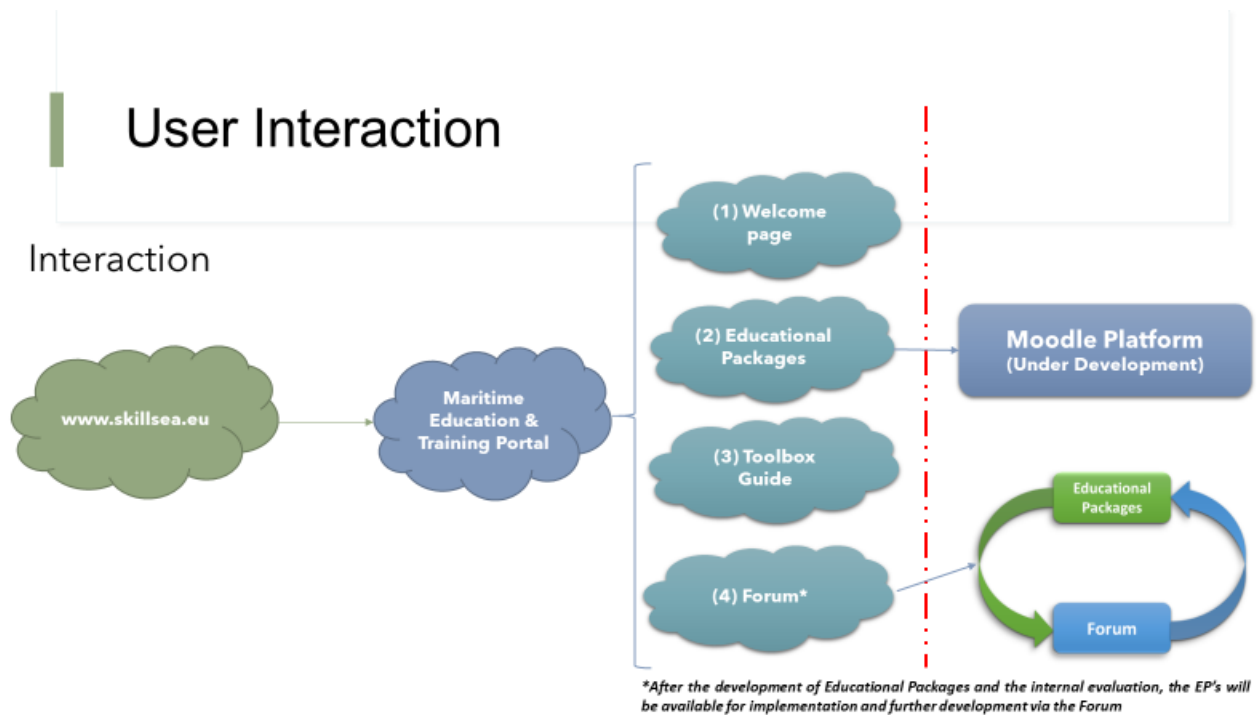 User Interaction
Interaction
www.skillsea.eu
Maritime
Education &
Training Portal
(1) Welcome
page
(2) Educational
Packages
(3) Toolbox
Guide
(4) Forum*
Moodle Platform
(Under Development)
Educational
Packages
Forum
*After the development of Educational Packages and the internal evaluation, the EP's will
be available for implementation and further development via the Forum